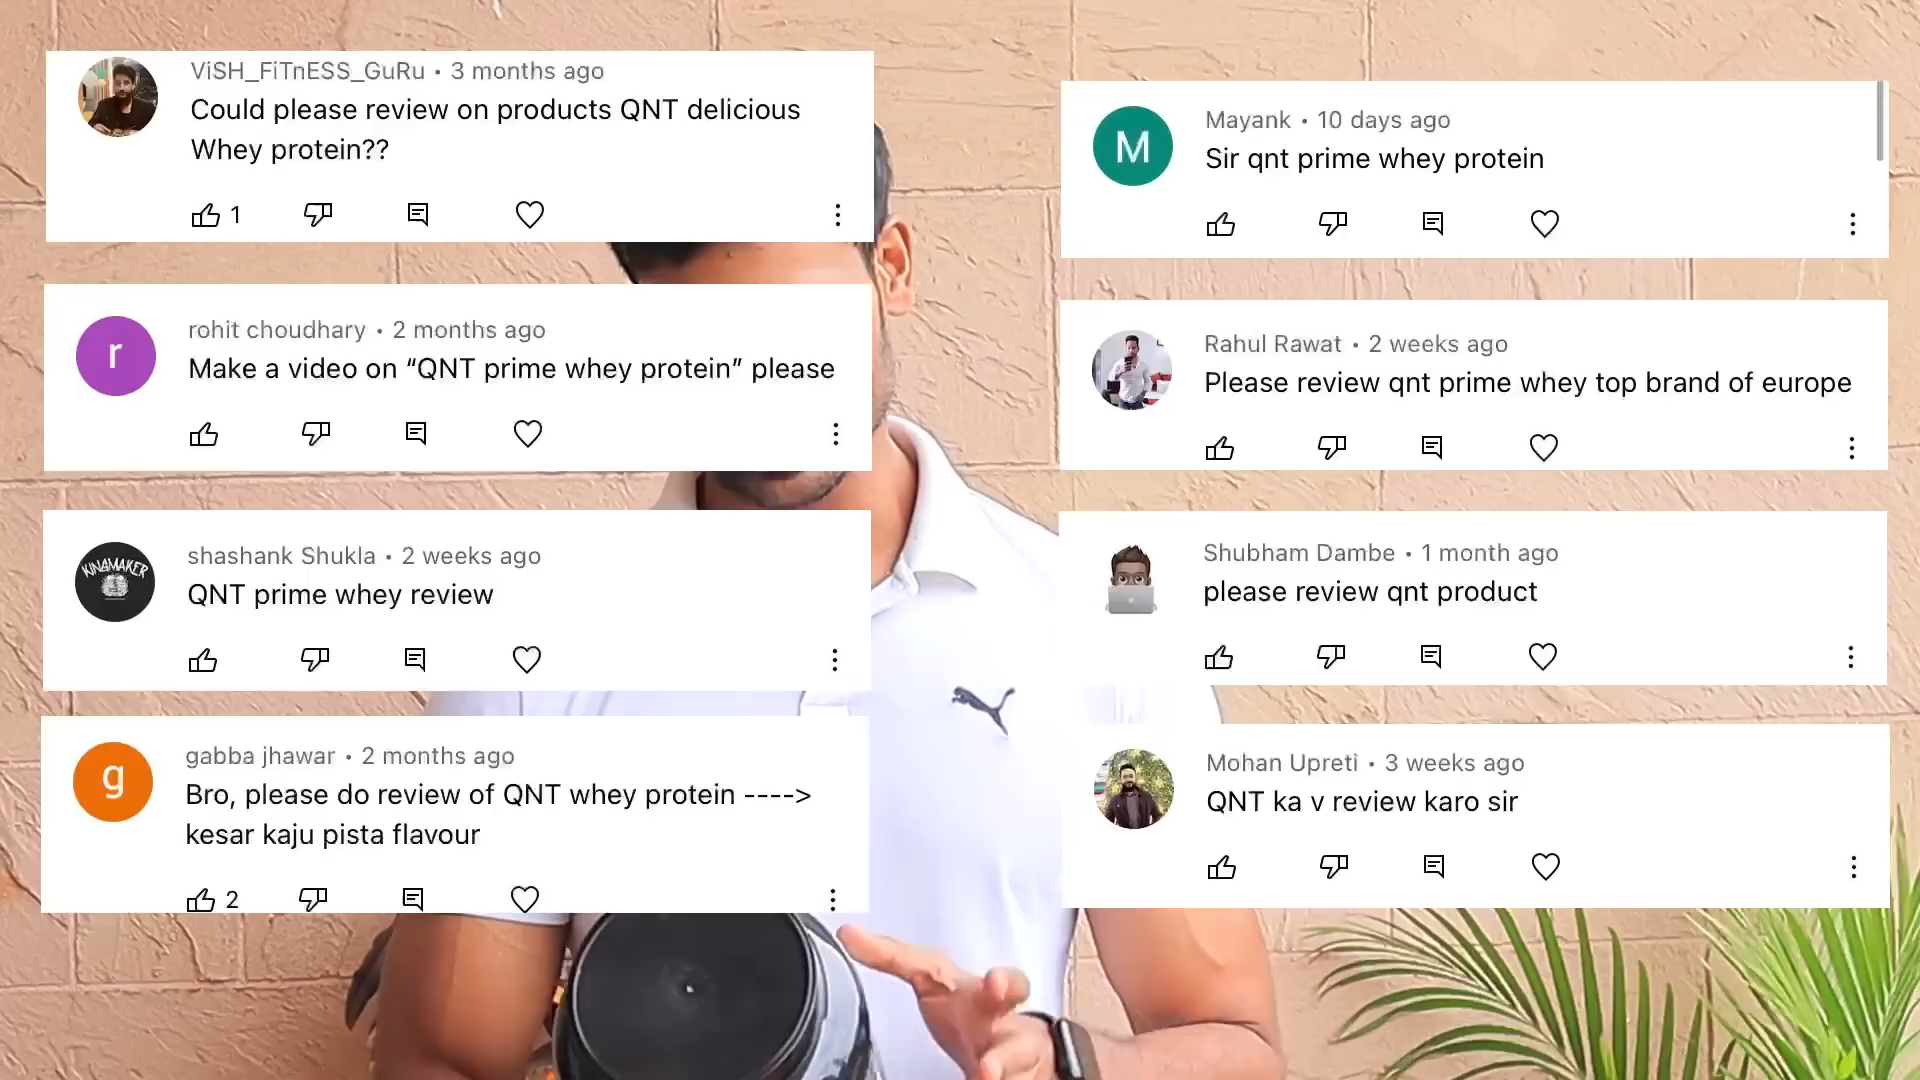 ViSH_FiTnESS_GuRu • 3 months ago
Could please review on products QNT delicious
Whey protein??
1
rohit choudhary • 2 months ago
Make a video on “QNT prime whey protein” please
shashank Shukla • 2 weeks ago
QNT prime whey review
KINGMAKER
gabba jhawar • 2 months ago
Bro, please do review of QNT whey protein ---->
kesar kaju pista flavour
2
r
g
M
Mayank • 10 days ago
Sir qnt prime whey protein
Rahul Rawat • 2 weeks ago
Please review qnt prime whey top brand of europe
Shubham Dambe • 1 month ago
please review qnt product
Mohan Upreti • 3 weeks ago
QNT ka v review karo sir